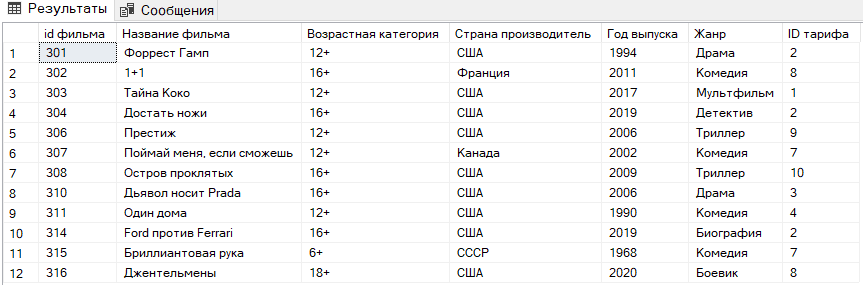 Результаты Сообщения
id фильма Название фильма Возрастная категория Страна производитель Год выпуска Жанр ID тарифа
1 301 Форрест Гамп 12+ США 1994 Драма 2
2 302 1+1 16+ Франция 2011 Комедия 8
3 303 Тайна Коко 12+ США 2017 Мультфильм 1
4 304 Достать ножи 16+ США 2019 Детектив 2
5 306 Престиж 12+ США 2006 Триллер 9
6 307 Поймай меня, если сможешь 12+ Канада 2002 Комедия 7
7 308 Остров проклятых 16+ США 2009 Триллер 10
8 310 Дьявол носит Prada 16+ США 2006 Драма 3
9 311 Один дома 12+ США 1990 Комедия 4
10 314 Ford против Ferrari 16+ США 2019 Биография 2
11 315 Бриллиантовая рука 6+ СССР 1968 Комедия 7
12 316 Джентельмены 18+ США 2020 Боевик 8